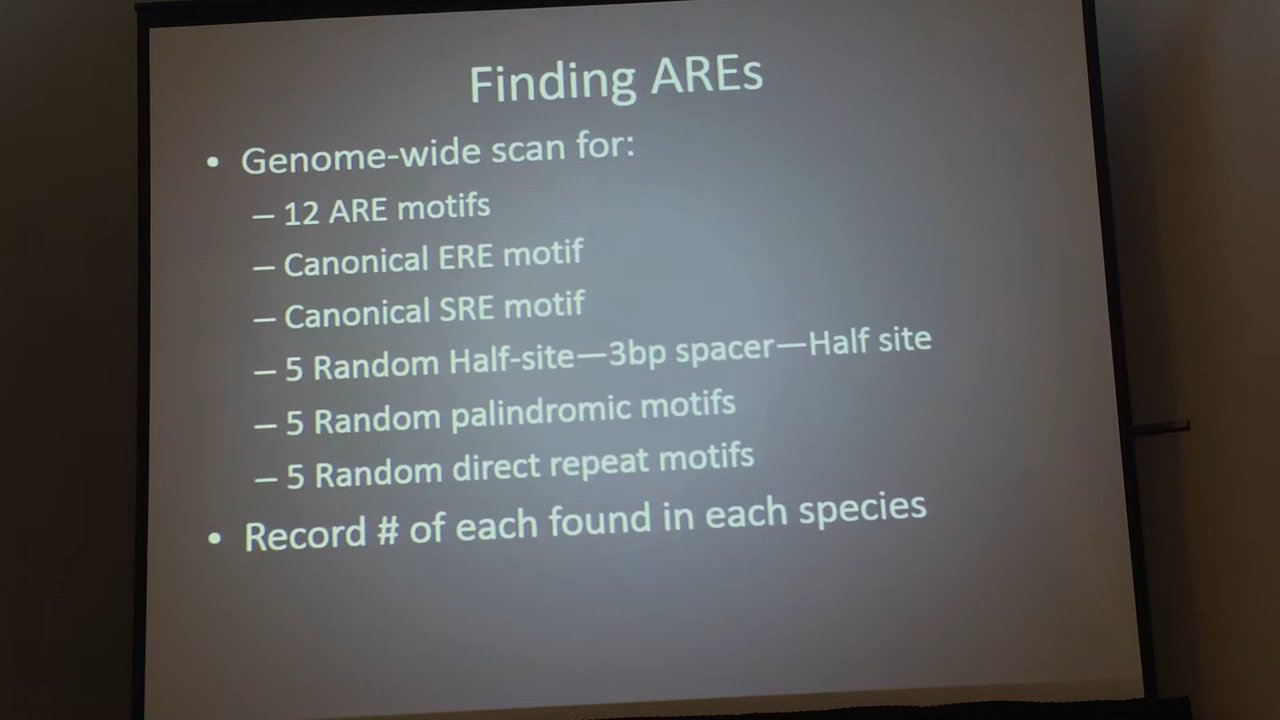 Finding AREs
• Genome-wide scan for:
– 12 ARE motifs
– Canonical ERE motif
– Canonical SRE motif
– 5 Random Half-site—3bp spacer—Half site
– 5 Random palindromic motifs
– 5 Random direct repeat motifs
• Record # of each found in each species